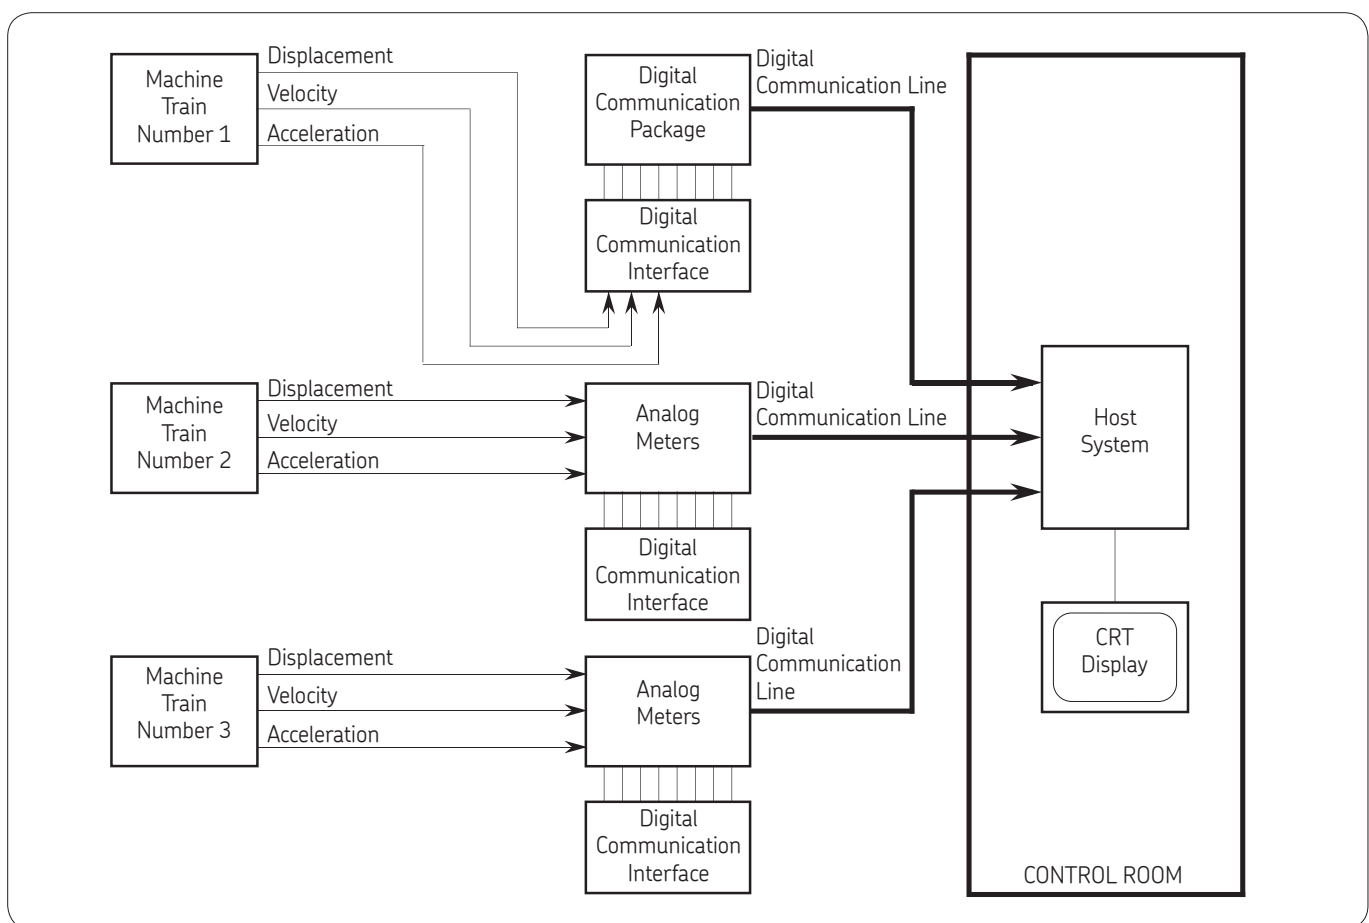 Machine
Train
Number 1
Displacement
Velocity
Acceleration
Digital
Communication
Package
Digital
Communication Line
Digital
Communication
Interface
Machine
Train
Number 2
Displacement
Velocity
Acceleration
Analog
Meters
Digital
Communication Line
Digital
Communication
Interface
Machine
Train
Number 3
Displacement
Velocity
Acceleration
Analog
Meters
Digital
Communication
Line
Digital
Communication
Interface
Host
System
CRT
Display
CONTROL ROOM